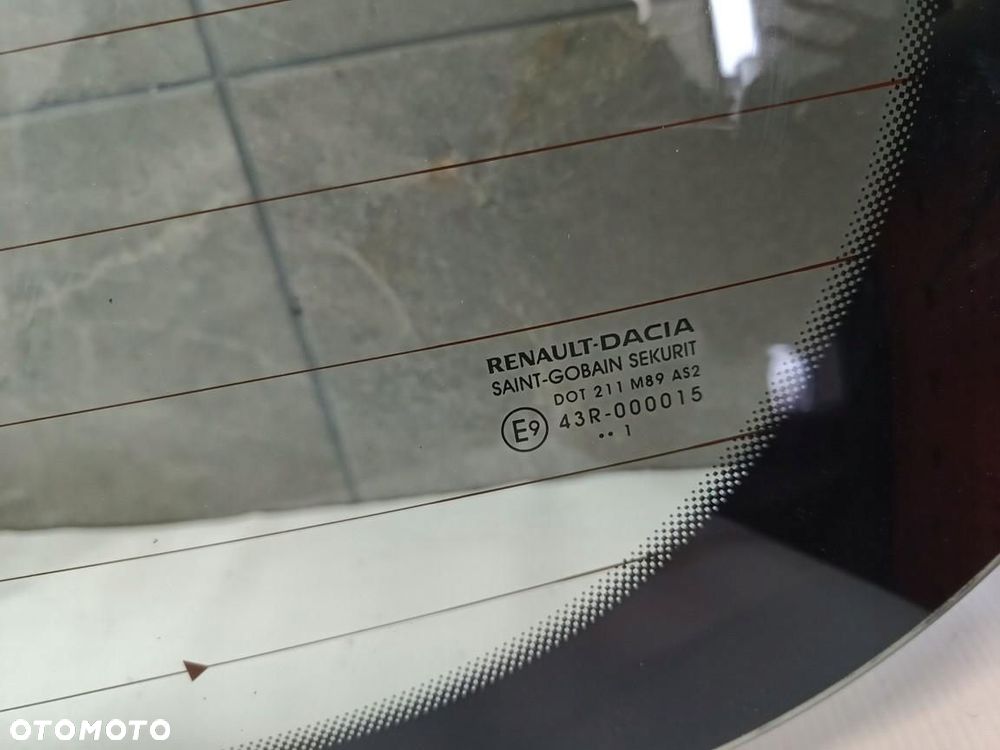 RENAULT-DACIA
SAINT-GOBAIN SEKURIT
DOT 211 M89 AS2
E9 43R-000015
•• 1
OTOMOTO